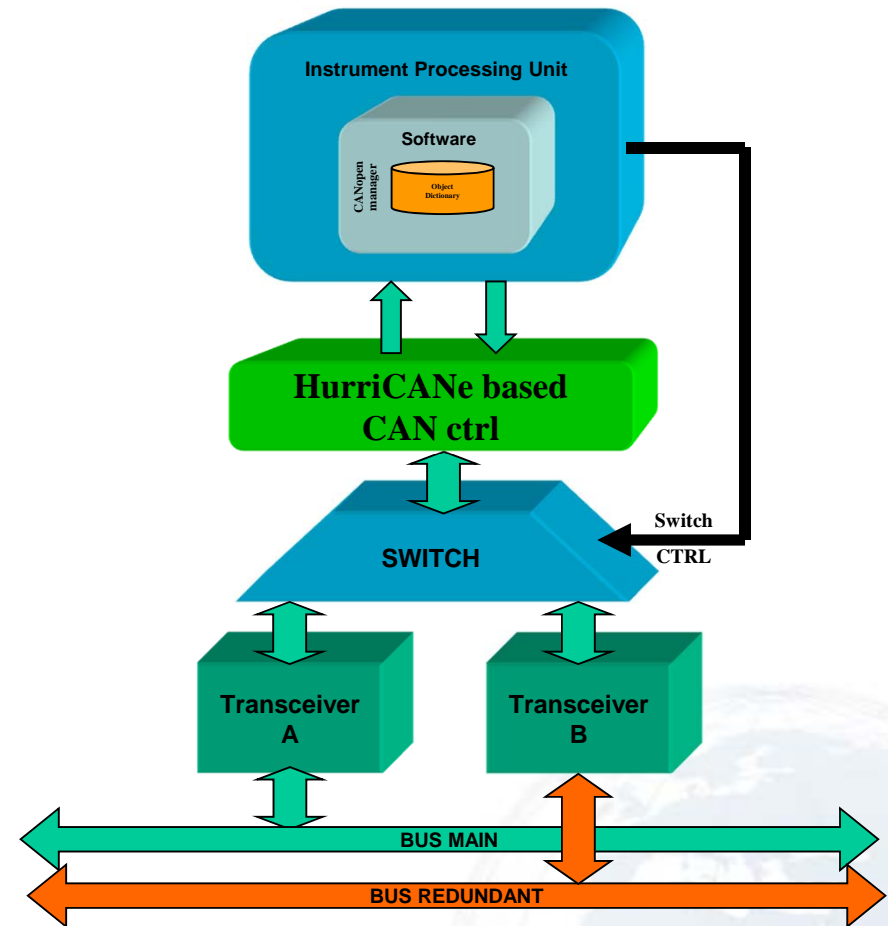 Instrument Processing Unit
Software
CANopen
manager
Object
Dictionary
HurriCANe based
CAN ctrl
Switch
CTRL
SWITCH
Transceiver
A
Transceiver
B
BUS MAIN
BUS REDUNDANT